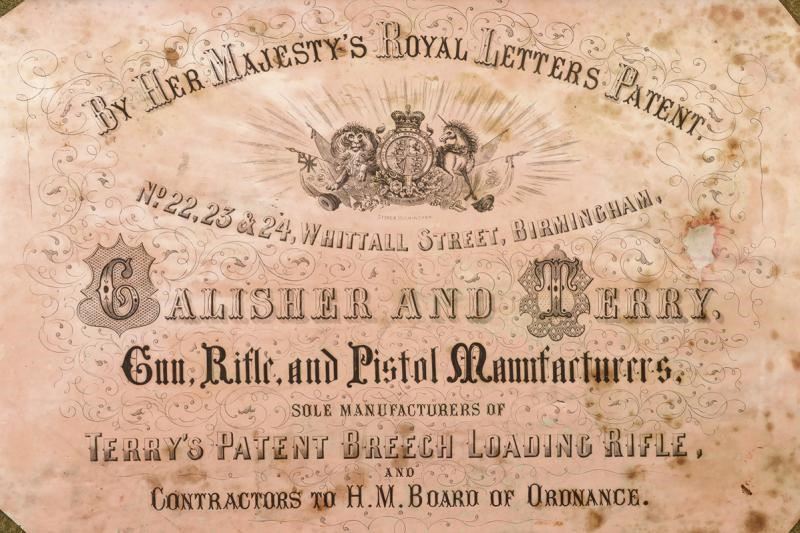 By Her Majesty's Royal Letters Patent.
No. 22, 23 & 24, Whittall Street, Birmingham,
Calisher and Terry.
Gun, Rifle, and Pistol Manufacturers.
Sole Manufacturers of
Terry's Patent Breech Loading Rifle,
and
Contractors to H.M. Board of Ordnance.